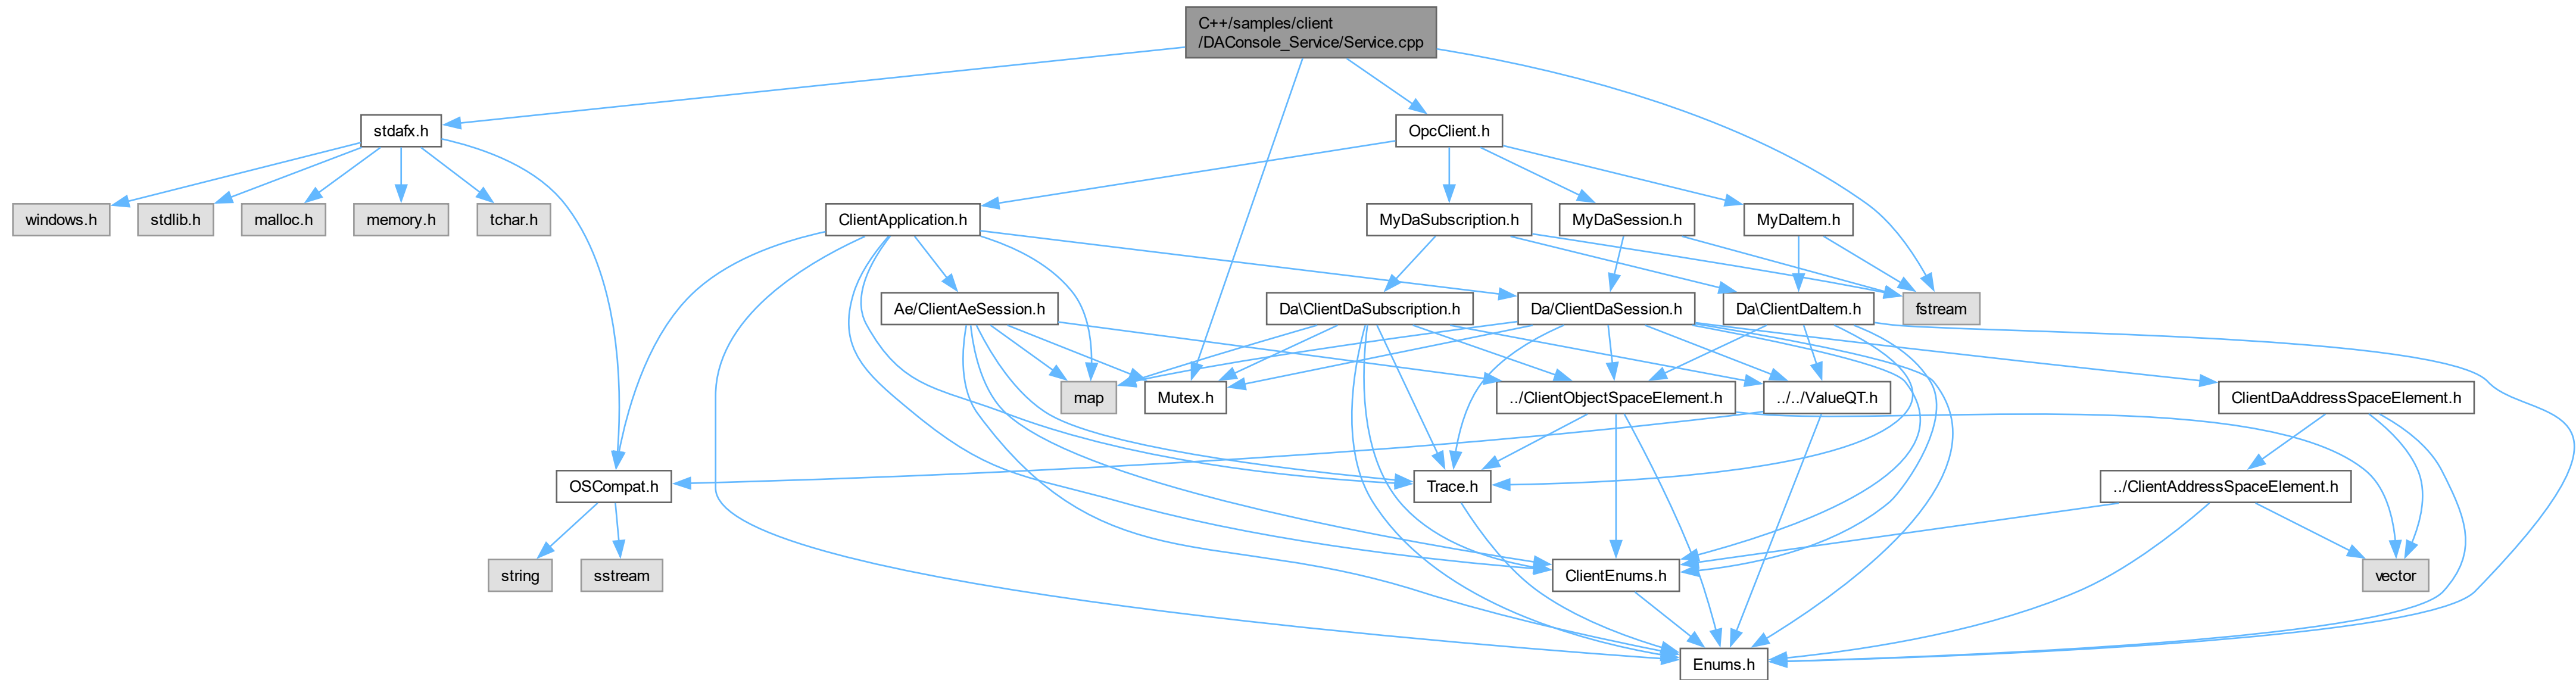 C++/samples/client
/DAConsole_Service/Service.cpp
stdafx.h
OpcClient.h
windows.h
stdlib.h
malloc.h
memory.h
tchar.h
ClientApplication.h
MyDaSubscription.h
MyDaSession.h
MyDaItem.h
Ae/ClientAeSession.h
Da\ClientDaSubscription.h
Da/ClientDaSession.h
Da\ClientDaItem.h
fstream
map
Mutex.h
../ClientObjectSpaceElement.h
../../ValueQT.h
ClientDaAddressSpaceElement.h
OSCompat.h
Trace.h
../ClientAddressSpaceElement.h
string
sstream
ClientEnums.h
vector
Enums.h